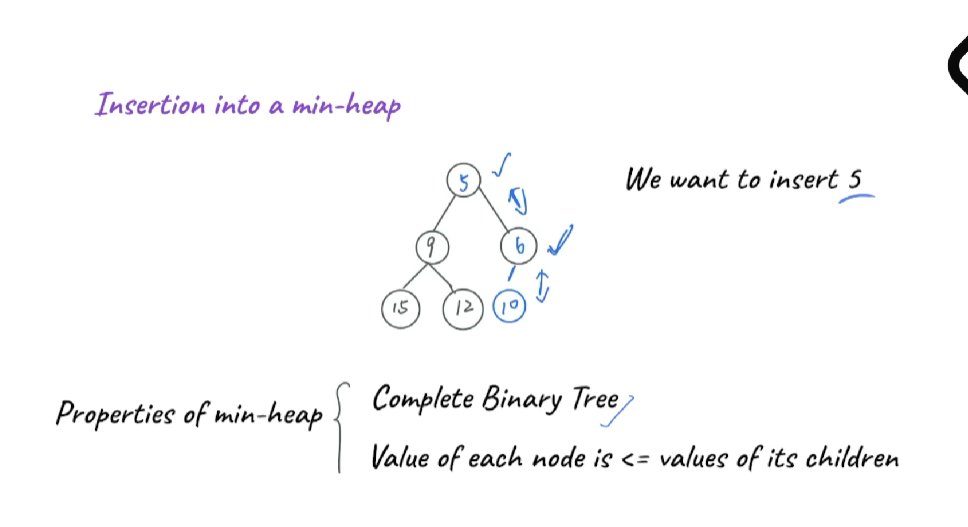 Insertion into a min-heap
We want to insert 5
5
9
6
15
12
10
Properties of min-heap
Complete Binary Tree
Value of each node is <= values of its children